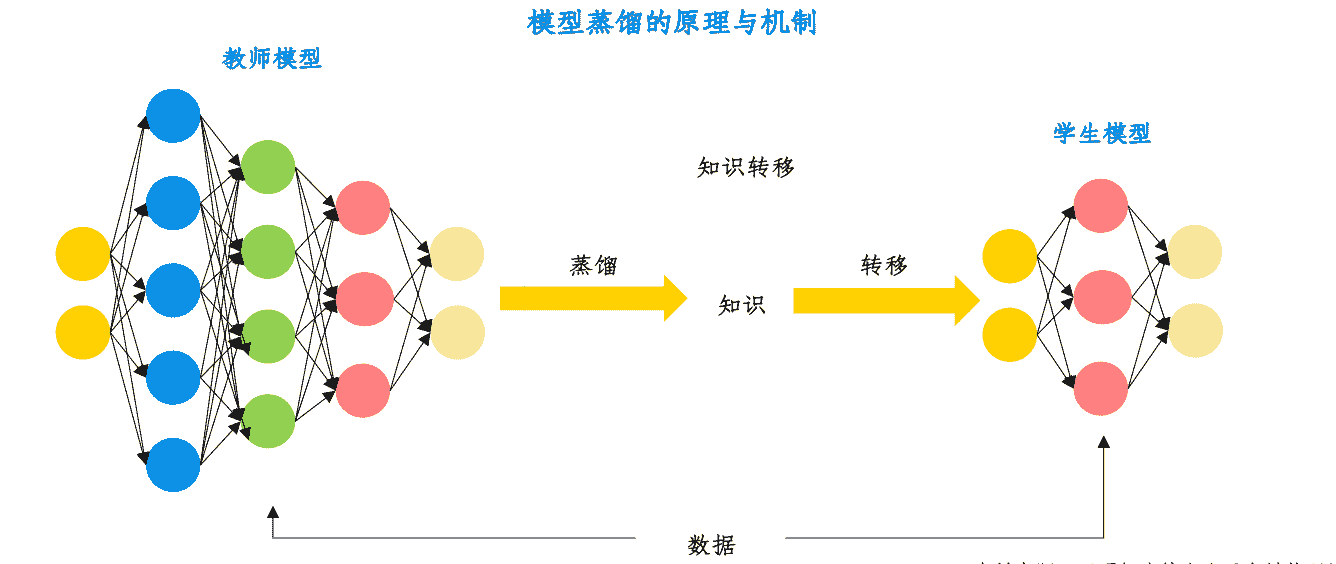 模型蒸馏的原理与机制
教师模型
学生模型
知识转移
蒸馏
转移
知识
数据